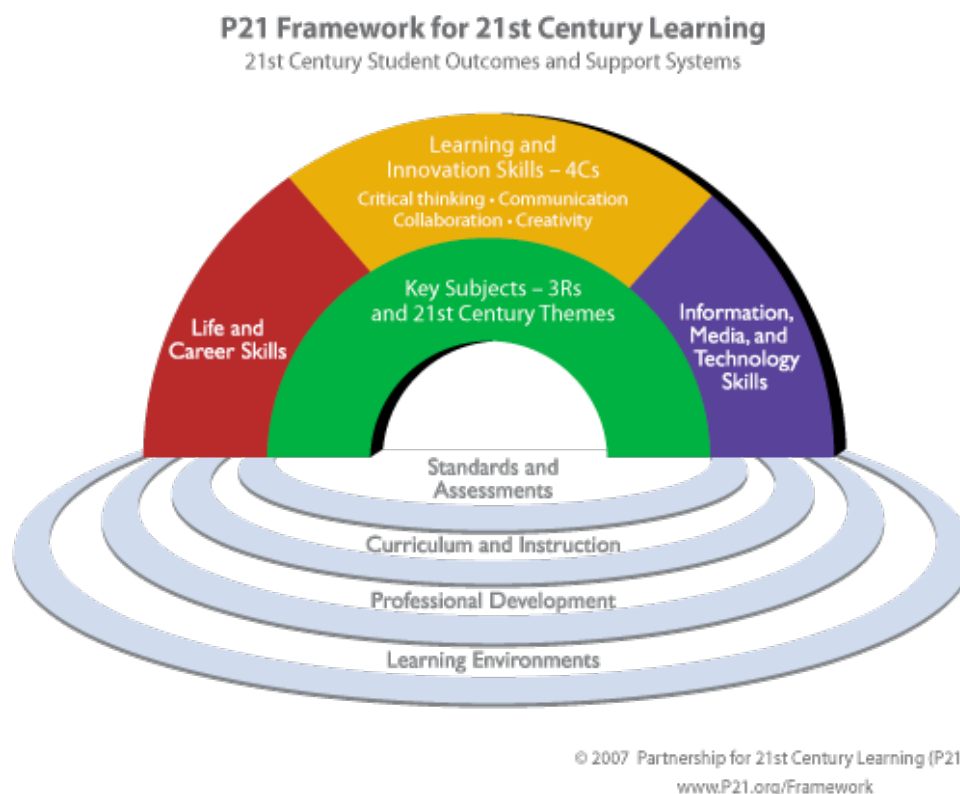 P21 Framework for 21st Century Learning
21st Century Student Outcomes and Support Systems
Learning and
Innovation Skills – 4Cs
Critical thinking • Communication
Collaboration • Creativity
Key Subjects – 3Rs
and 21st Century Themes
Life and
Career Skills
Information,
Media, and
Technology
Skills
Standards and
Assessments
Curriculum and Instruction
Professional Development
Learning Environments
© 2007 Partnership for 21st Century Learning (P21
www.P21.org/Framework